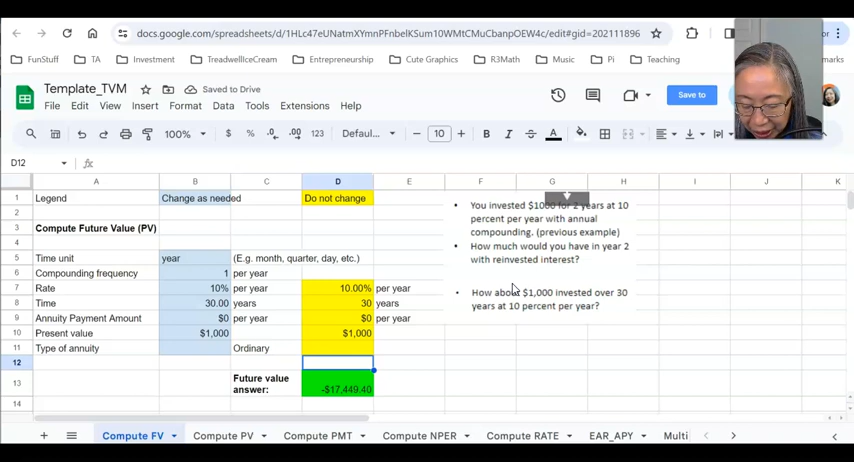 docs.google.com/spreadsheets/d/1HLc47eUNatmXYmnPFnbelKSum10WMtCMuCbanpOEW4c/edit#gid=202111896
FunStuff TA Investment TreadwellIceCream Entrepreneurship Cute Graphics R3Math Music Pi Teaching
Template_TVM Saved to Drive
File Edit View Insert Format Data Tools Extensions Help
Save to
100% $ % .0 .00 123 Defaul... 10 B I A
D12 fx
A B C D E F G H I J K
1 Legend Change as needed Do not change
2
3 Compute Future Value (PV)
4
5 Time unit year (E.g. month, quarter, day, etc.)
6 Compounding frequency 1 per year
7 Rate 10% per year 10.00% per year
8 Time 30.00 years 30 years
9 Annuity Payment Amount $0 per year $0 per year
10 Present value $1,000 $1,000
11 Type of annuity Ordinary
12
13 Future value
answer: -$17,449.40
14
• You invested $1000 for 2 years at 10
percent per year with annual
compounding. (previous example)
• How much would you have in year 2
with reinvested interest?
• How about $1,000 invested over 30
years at 10 percent per year?
Compute FV Compute PV Compute PMT Compute NPER Compute RATE EAR_APY Multi